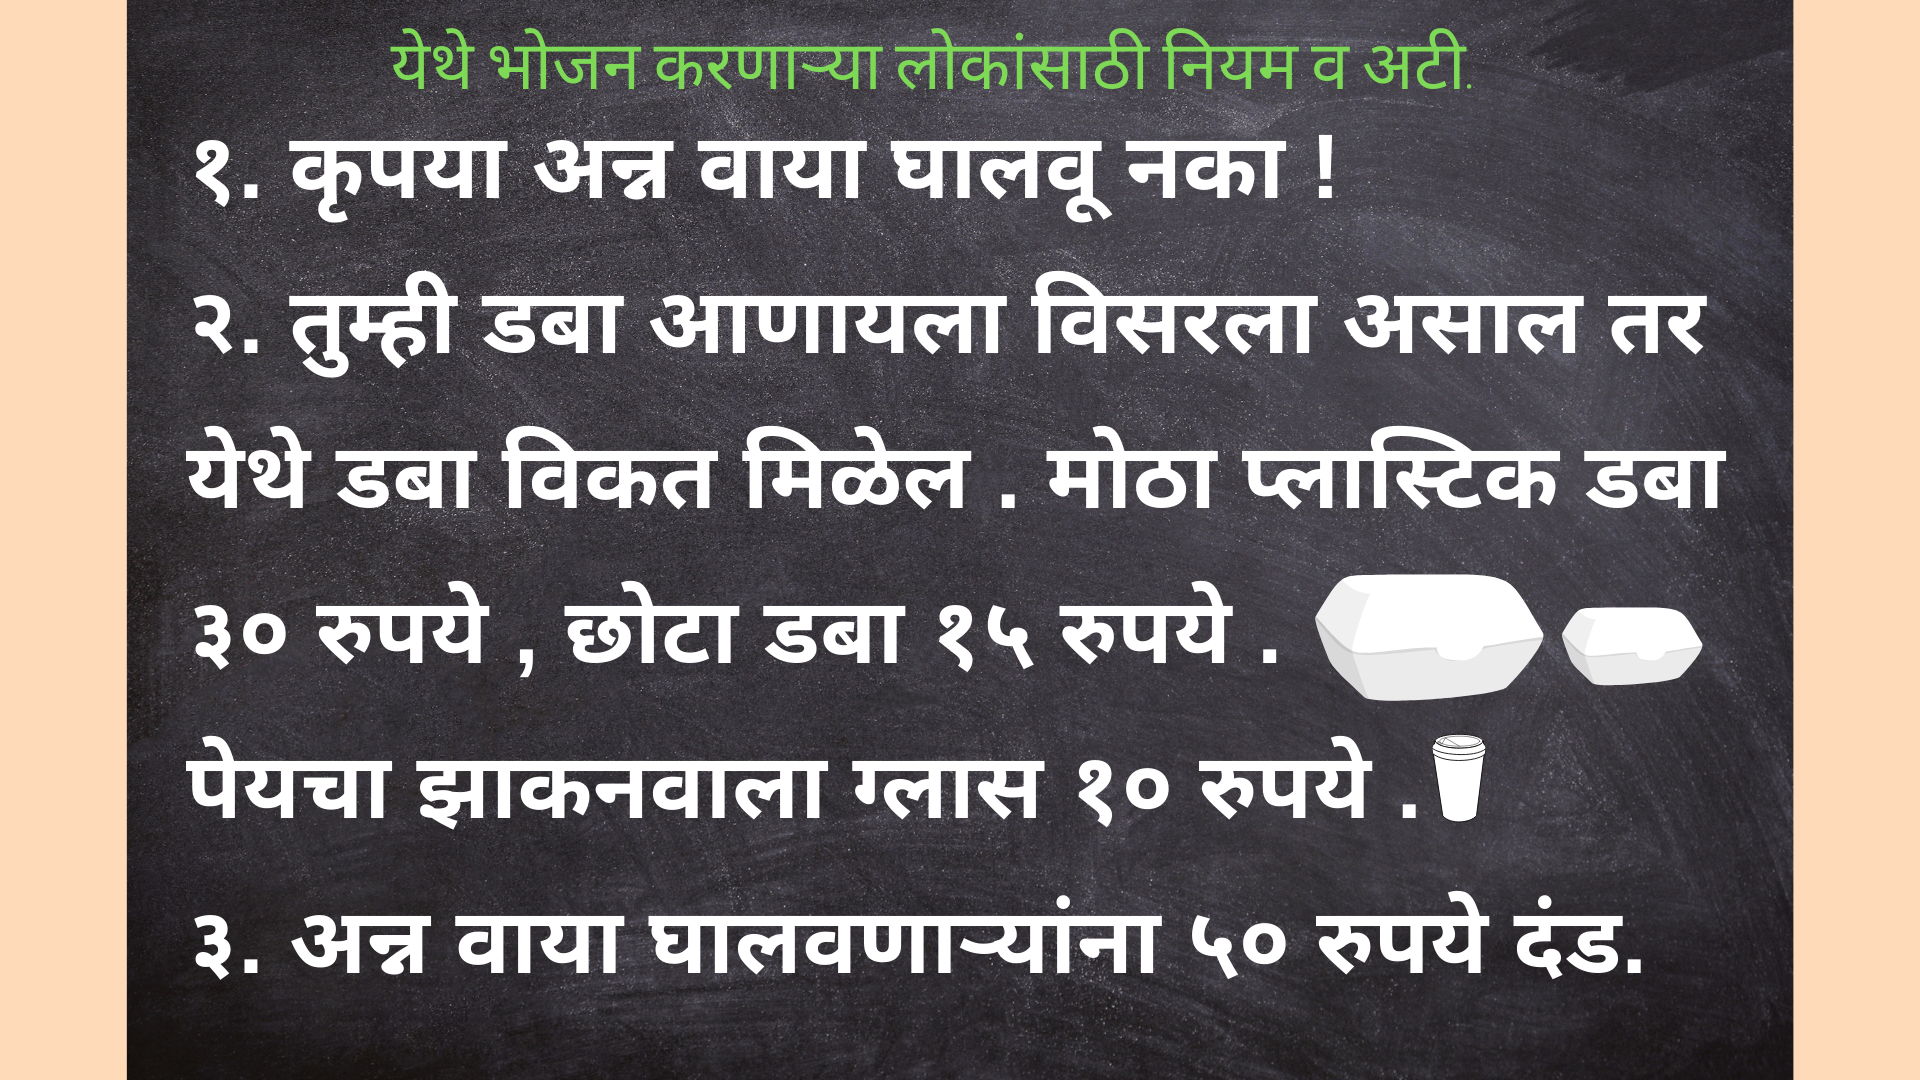 येथे भोजन करणाऱ्या लोकांसाठी नियम व अटी.
१. कृपया अन्न वाया घालवू नका !
२. तुम्ही डबा आणायला विसरला असाल तर
येथे डबा विकत मिळेल . मोठा प्लास्टिक डबा
३० रुपये , छोटा डबा १५ रुपये .
पेयचा झाकनवाला ग्लास १० रुपये .
३. अन्न वाया घालवणाऱ्यांना ५० रुपये दंड.